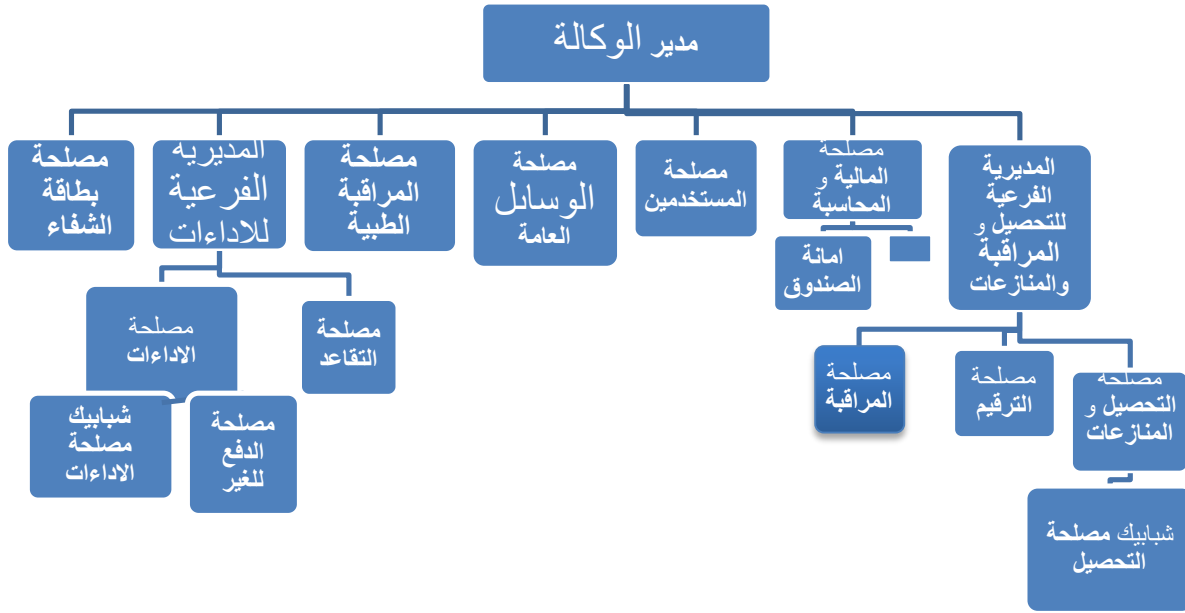 مدير الوكالة
المديرية
الفرعية
للتحصيل و
المراقبة
والمنازعات
مصلحة
المالية و
المحاسبة
مصلحة
المستخدمين
مصلحة
الوسائل
العامة
مصلحة
المراقبة
الطبية
المديرية
الفرعية
للاداءات
مصلحة
بطاقة
الشفاء
امانة
الصندوق
مصلحة
التحصيل و
المنازعات
مصلحة
الترقيم
مصلحة
المراقبة
مصلحة
التقاعد
مصلحة
الاداءات
مصلحة
الدفع
للغير
شبابيك
مصلحة
الاداءات
شبابيك مصلحة
التحصيل